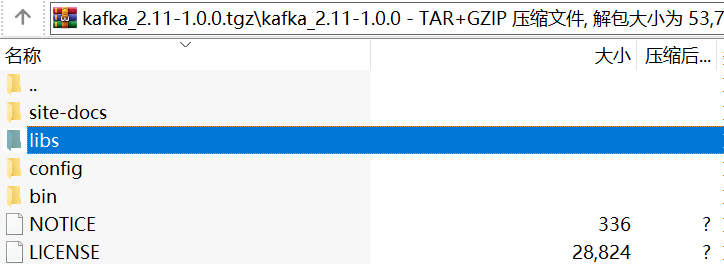 kafka_2.11-1.0.0.tgz\kafka_2.11-1.0.0 - TAR+GZIP 压缩文件, 解包大小为 53,7
名称 大小 压缩后...
..
site-docs
libs
config
bin
NOTICE 336 ?
LICENSE 28,824 ?